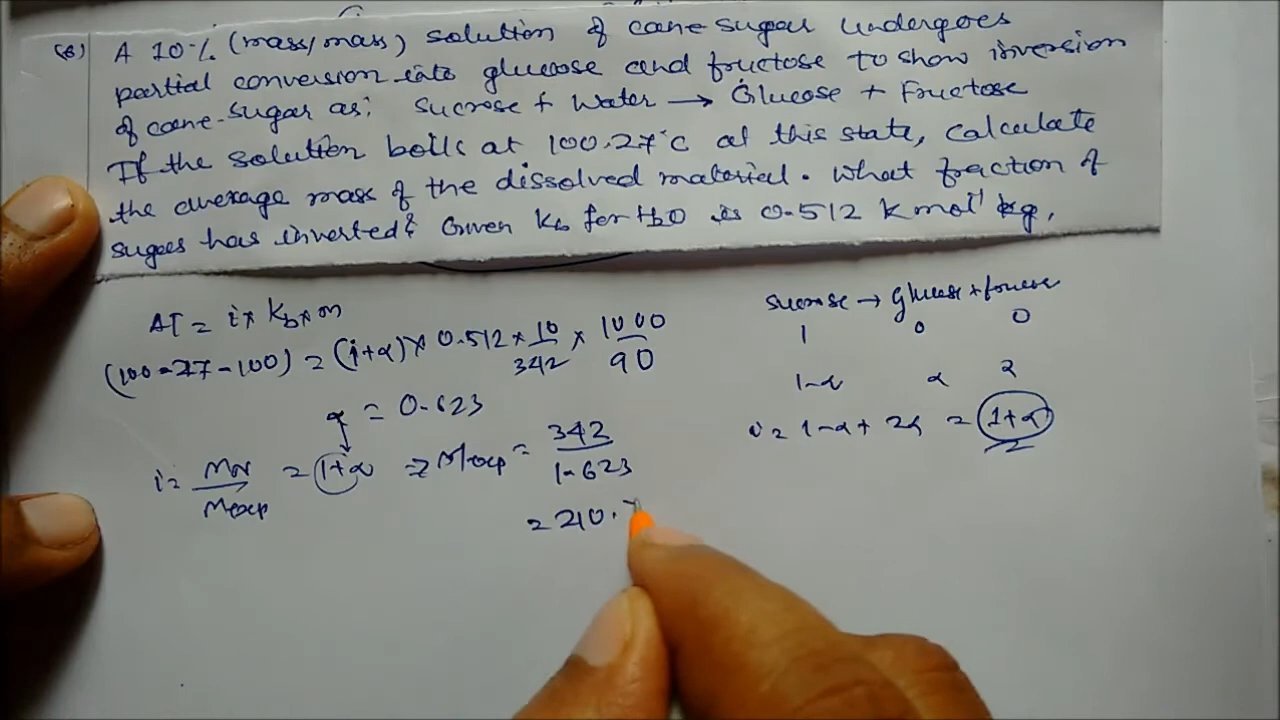 (8) A 10% (mass/mass) solution of cane sugar undergoes
partial conversion into glucose and fructose to show inversion
of cane-sugar as: Sucrose + Water → Glucose + Fructose
If the solution boils at 100.27°C at this state, Calculate
the average mass of the dissolved material. What fraction of
sugar has inverted? Given Kb for H2O is 0.512 K mol⁻¹ kg.
ΔT = i × Kb × m
(100.27-100) = (1+α) × 0.512 × 10/342 × 1000/90
α = 0.623
i = MN/Mexp = 1+α ⇒ Mexp = 342/1.623
= 210.
Sucrose → glucose +
1 0 0
1-α α α
i = 1-α + 2α = 1+α